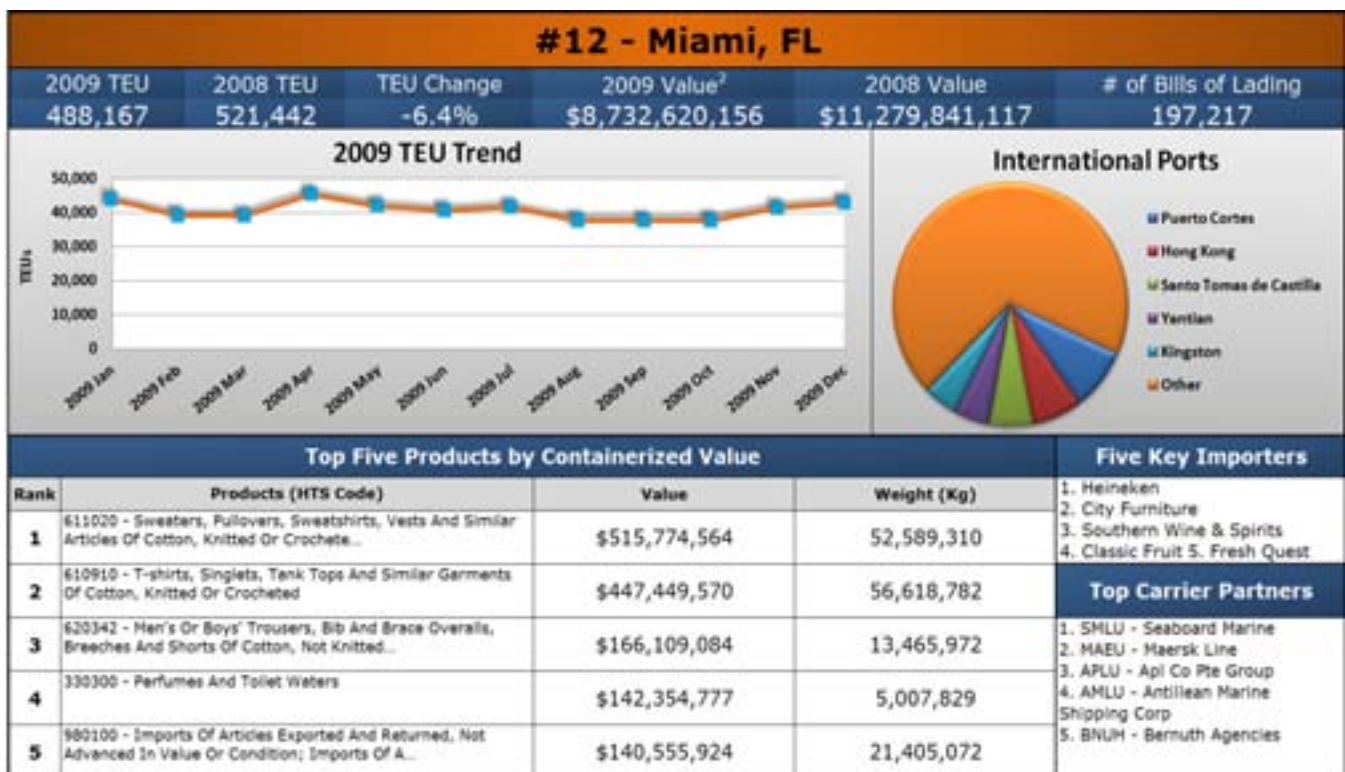 #12 - Miami, FL
2009 TEU 2008 TEU TEU Change 2009 Value² 2008 Value # of Bills of Lading
488,167 521,442 -6.4% $8,732,620,156 $11,279,841,117 197,217
2009 TEU Trend
TEUs
50,000
40,000
30,000
20,000
10,000
0
2009 Jan 2009 Feb 2009 Mar 2009 Apr 2009 May 2009 Jun 2009 Jul 2009 Aug 2009 Sep 2009 Oct 2009 Nov 2009 Dec
International Ports
Puerto Cortes
Hong Kong
Santo Tomas de Castilla
Yantian
Kingston
Other
Top Five Products by Containerized Value
Rank Products (HTS Code) Value Weight (Kg)
1 611020 - Sweaters, Pullovers, Sweatshirts, Vests And Similar
Articles Of Cotton, Knitted Or Crochete... $515,774,564 52,589,310
2 610910 - T-shirts, Singlets, Tank Tops And Similar Garments
Of Cotton, Knitted Or Crocheted $447,449,570 56,618,782
3 620342 - Men's Or Boys' Trousers, Bib And Brace Overalls,
Breeches And Shorts Of Cotton, Not Knitted... $166,109,084 13,465,972
4 330300 - Perfumes And Toilet Waters $142,354,777 5,007,829
5 980100 - Imports Of Articles Exported And Returned, Not
Advanced In Value Or Condition; Imports Of A... $140,555,924 21,405,072
Five Key Importers
1. Heineken
2. City Furniture
3. Southern Wine & Spirits
4. Classic Fruit 5. Fresh Quest
Top Carrier Partners
1. SMLU - Seaboard Marine
2. MAEU - Maersk Line
3. APLU - Apl Co Pte Group
4. AMLU - Antillean Marine
Shipping Corp
5. BNUH - Bernuth Agencies